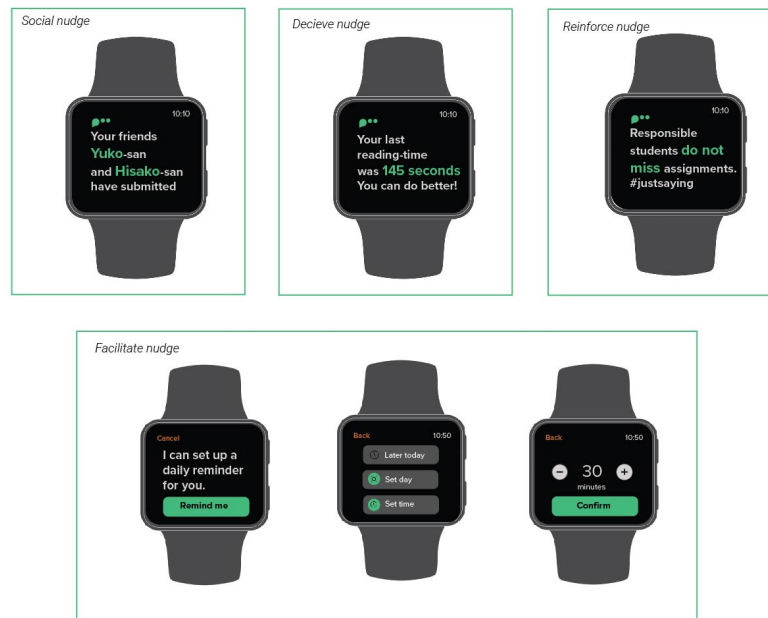 Social nudge
10:10
Your friends
Yuko-san
and Hisako-san
have submitted
Decieve nudge
10:10
Your last
reading-time
was 145 seconds
You can do better!
Reinforce nudge
10:10
Responsible
students do not
miss assignments.
#justsaying
Facilitate nudge
Cancel
I can set up a
daily reminder
for you.
Remind me
Back 10:50
Later today
Set day
Set time
Back 10:50
30
minutes
Confirm